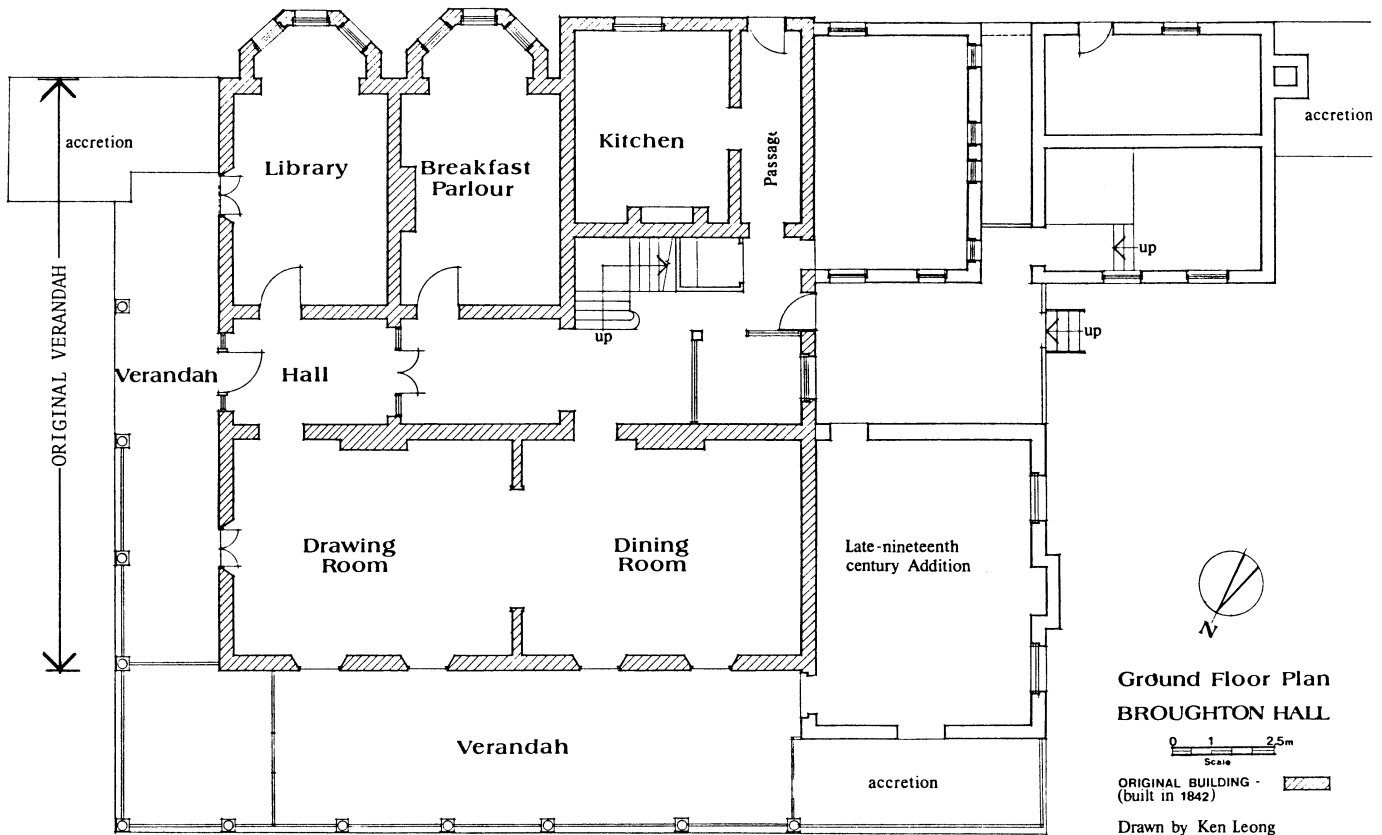 accretion
Library
Breakfast
Parlour
Kitchen
Passage
accretion
up
ORIGINAL VERANDAH
up
up
Verandah
Hall
Drawing
Room
Dining
Room
Late-nineteenth
century Addition
N
Ground Floor Plan
BROUGHTON HALL
0 1 2.5m
Scale
Verandah
accretion
ORIGINAL BUILDING -
(built in 1842)
Drawn by Ken Leong